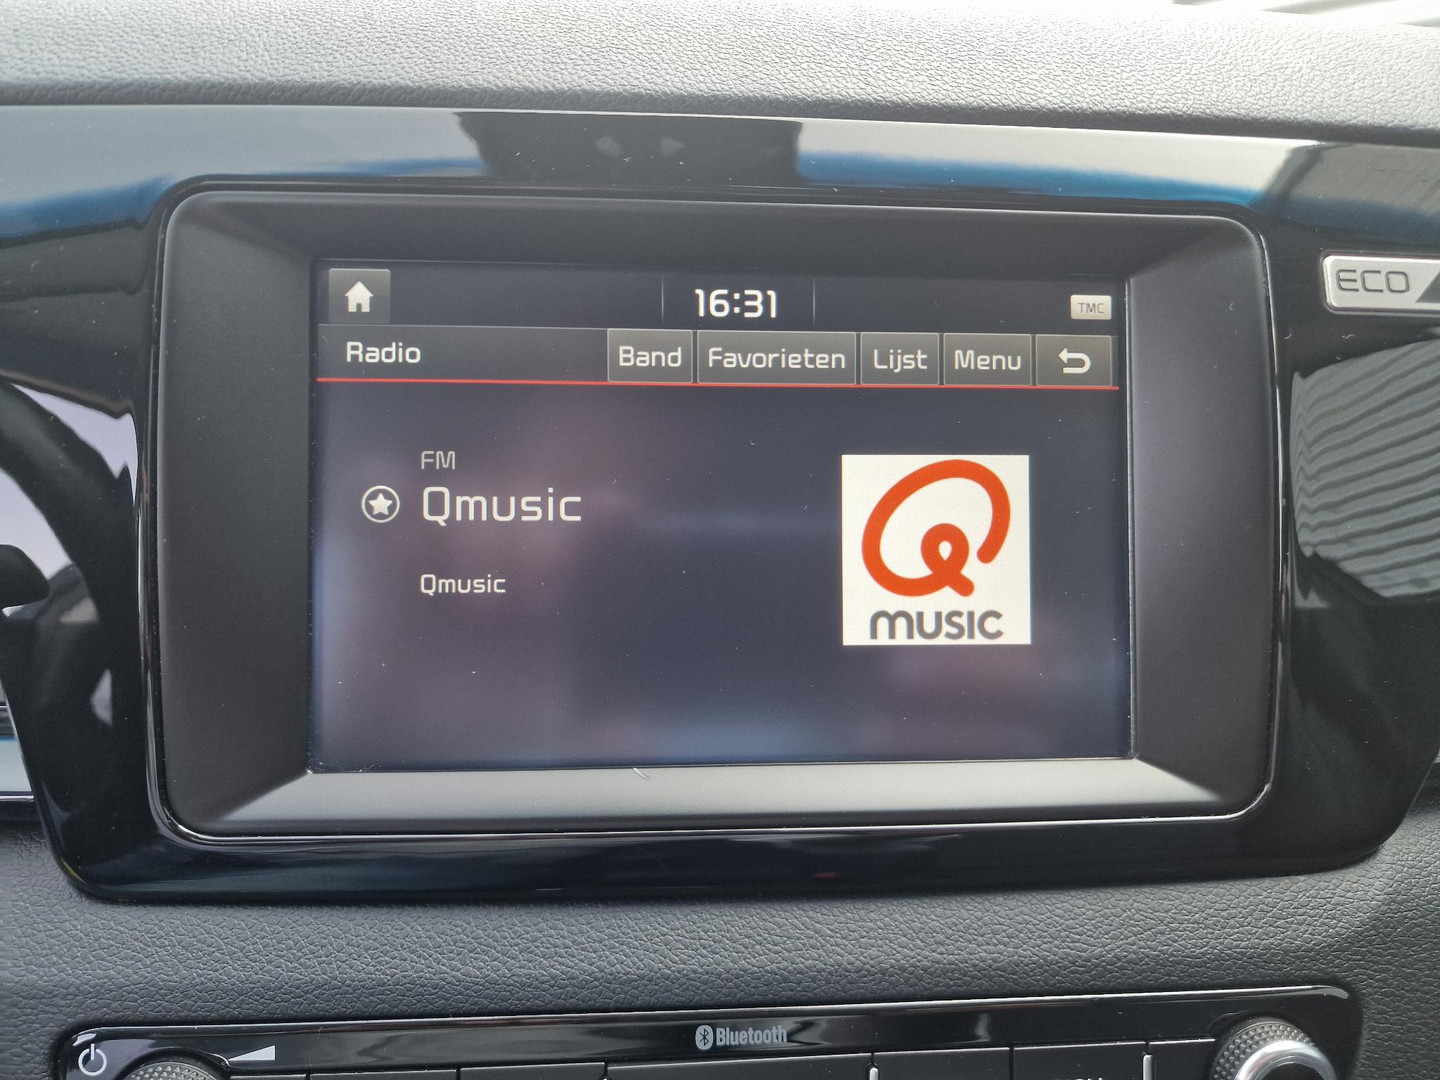 16:31
TMC
ECO
Radio
Band
Favorieten
Lijst
Menu
FM
Qmusic
Qmusic
Q
MUSIC
Bluetooth